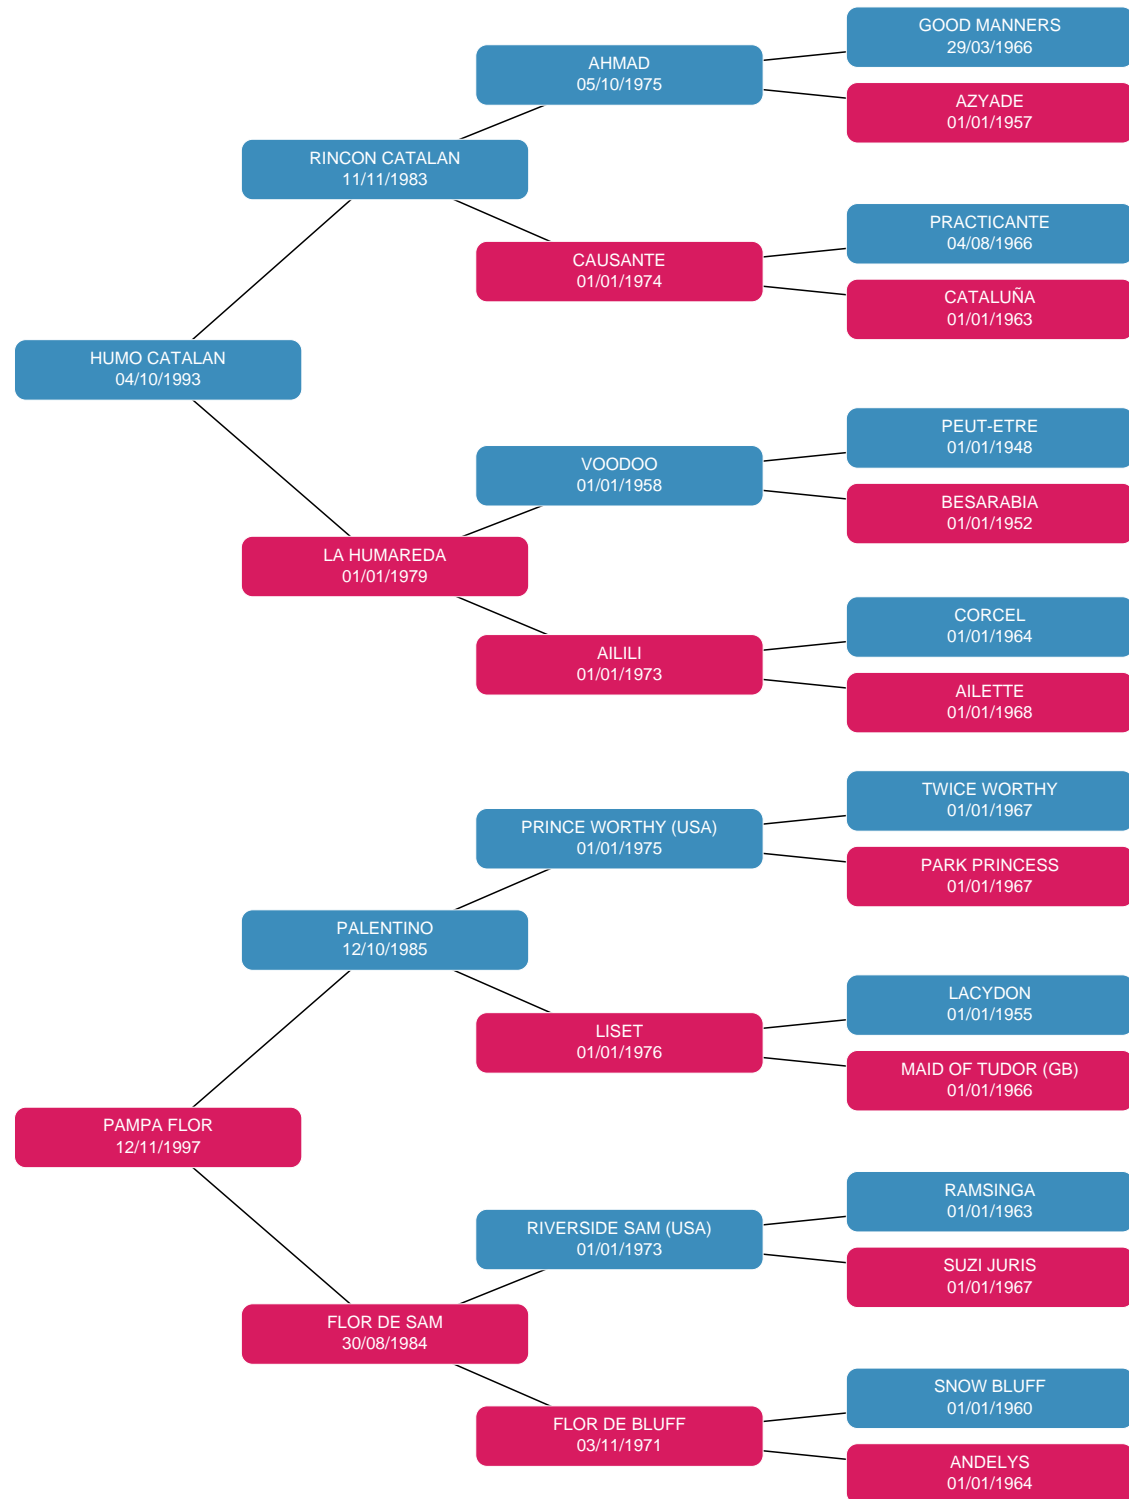 GOOD MANNERS
29/03/1966
AHMAD
05/10/1975
AZYADE
01/01/1957
RINCON CATALAN
11/11/1983
PRACTICANTE
04/08/1966
CAUSANTE
01/01/1974
CATALUÑA
01/01/1963
HUMO CATALAN
04/10/1993
PEUT-ETRE
01/01/1948
VOODOO
01/01/1958
BESARABIA
01/01/1952
LA HUMAREDA
01/01/1979
CORCEL
01/01/1964
AILILI
01/01/1973
AILETTE
01/01/1968
TWICE WORTHY
01/01/1967
PRINCE WORTHY (USA)
01/01/1975
PARK PRINCESS
01/01/1967
PALENTINO
12/10/1985
LACYDON
01/01/1955
LISET
01/01/1976
MAID OF TUDOR (GB)
01/01/1966
PAMPA FLOR
12/11/1997
RAMSINGA
01/01/1963
RIVERSIDE SAM (USA)
01/01/1973
SUZI JURIS
01/01/1967
FLOR DE SAM
30/08/1984
SNOW BLUFF
01/01/1960
FLOR DE BLUFF
03/11/1971
ANDELYS
01/01/1964